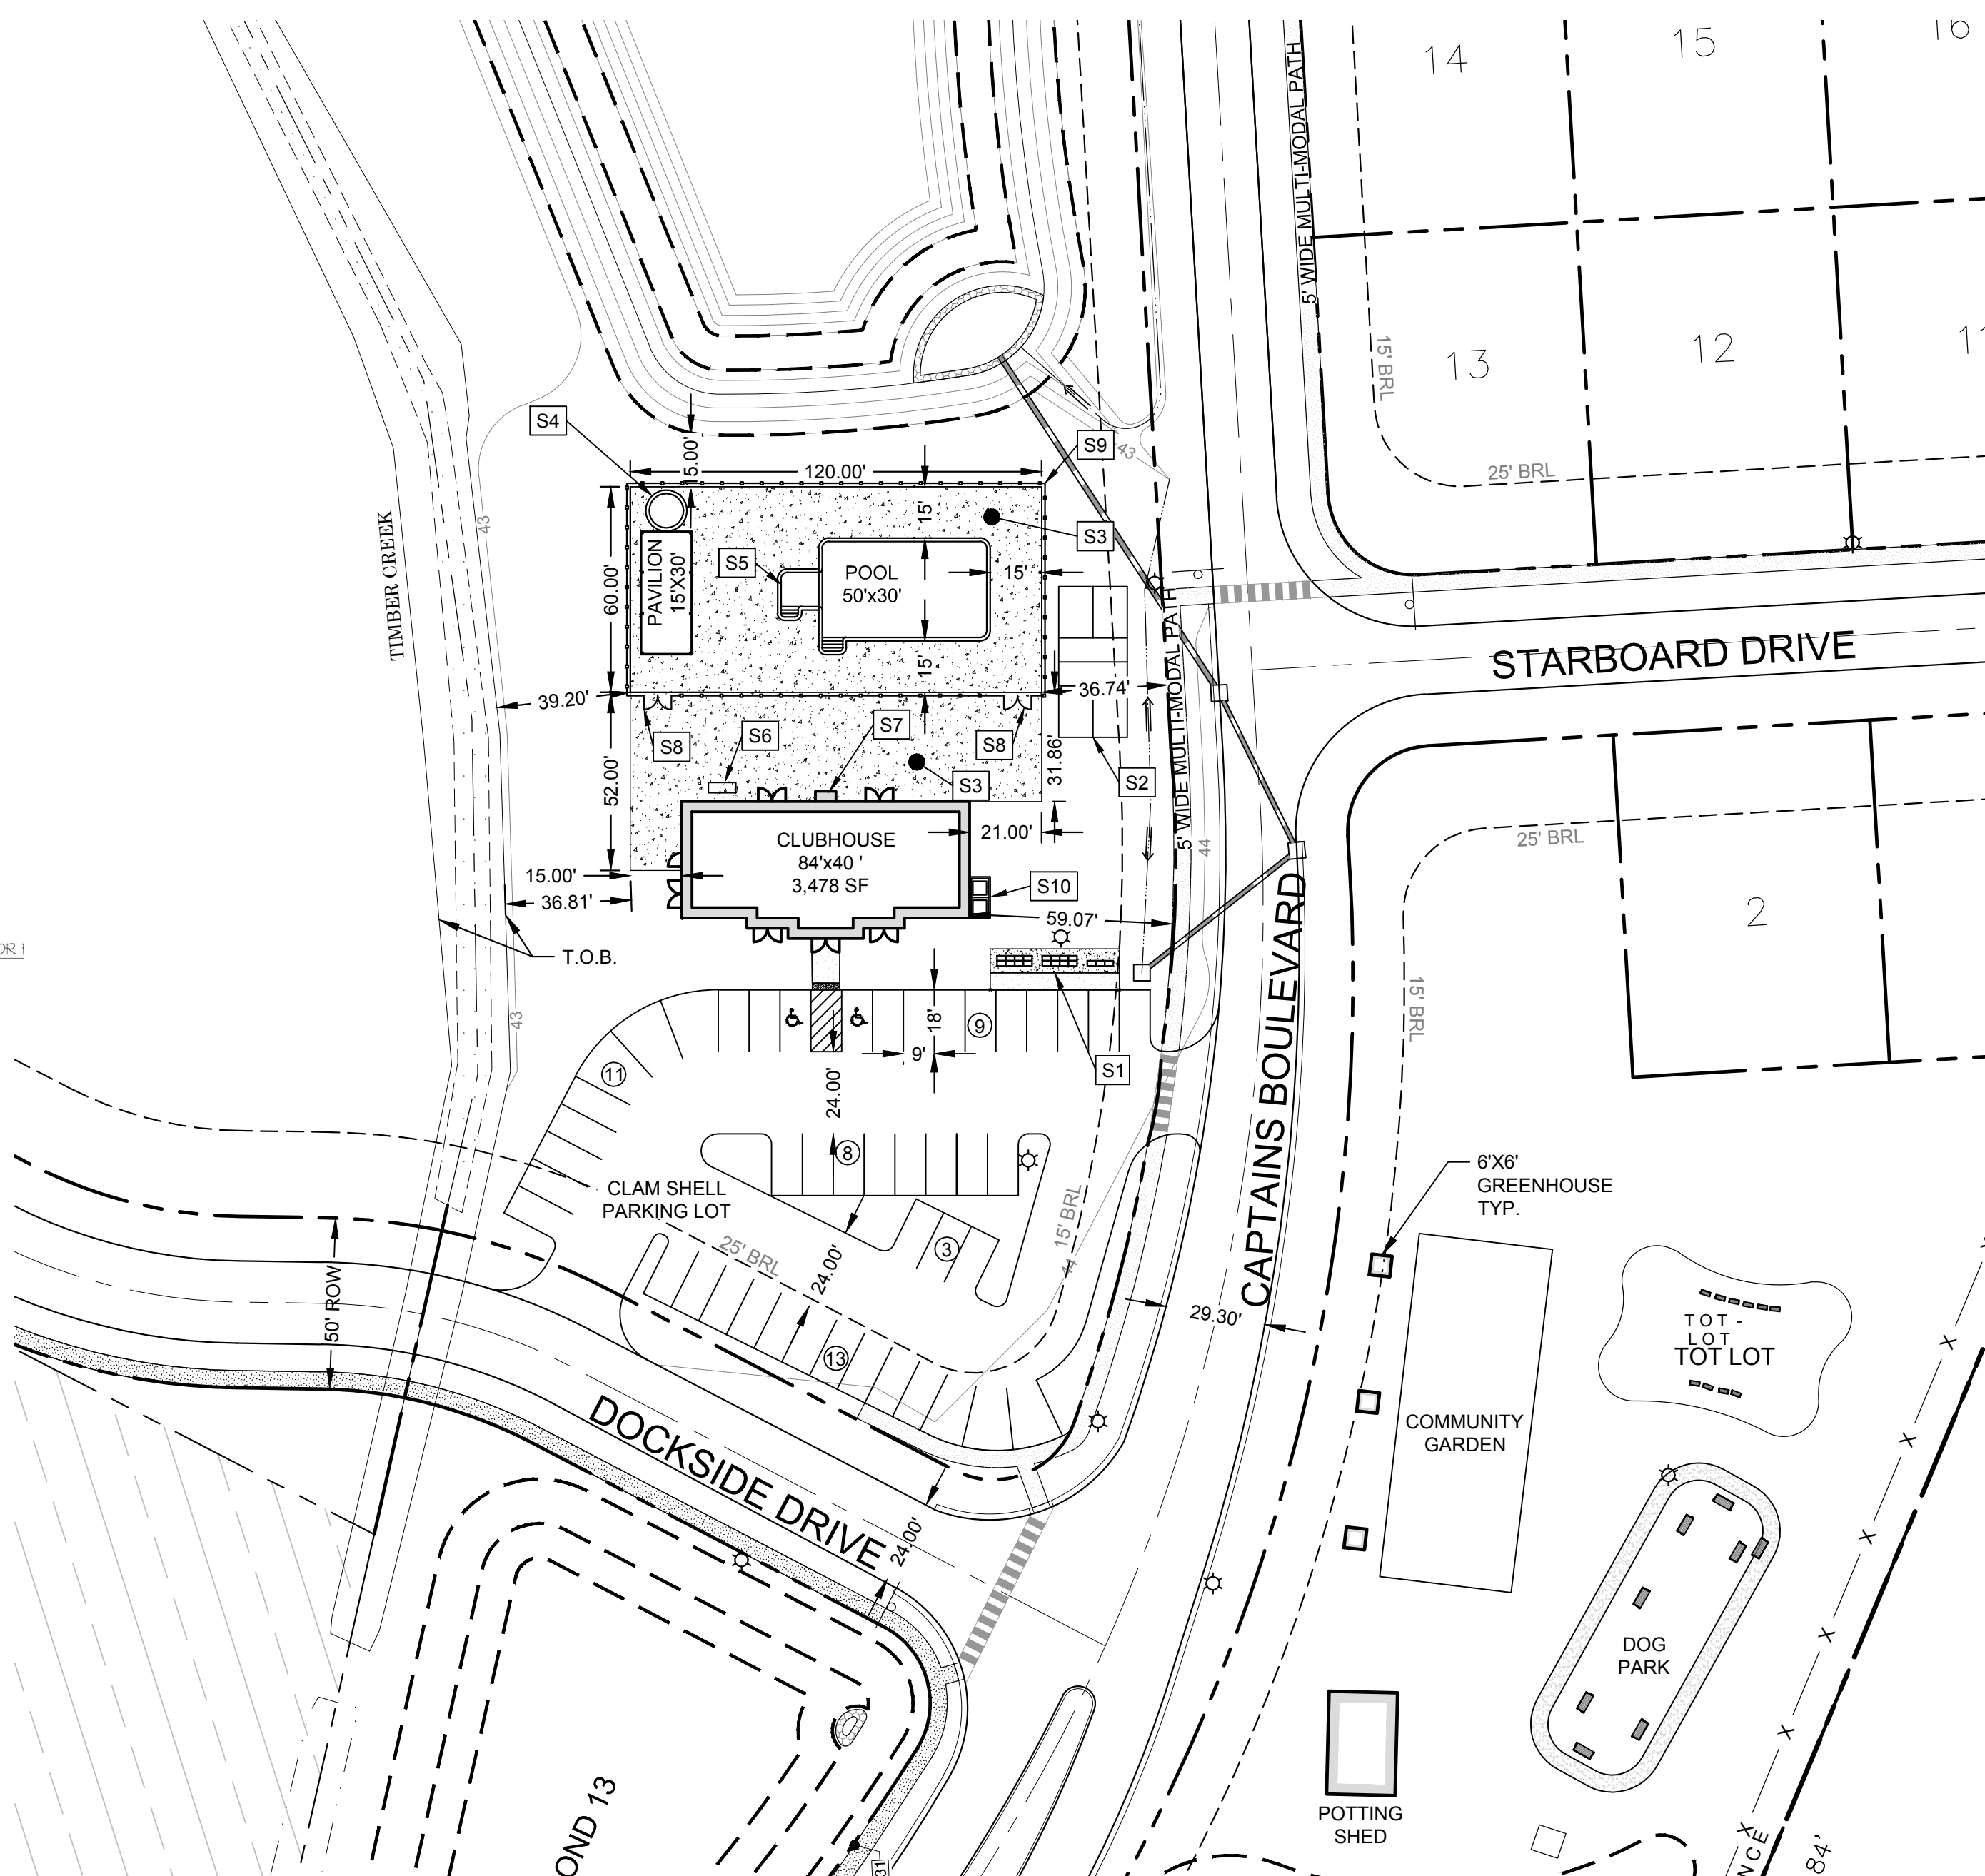 14
15
16
5' WIDE MULTI-MODAL PATH
13
12
15' BRL
25' BRL
S4
S9
43
5.00'
120.00'
15'
S3
TIMBER CREEK
43
60.00'
PAVILION
15'X30'
S5
POOL
50'x30'
15'
15'
STARBOARD DRIVE
39.20'
36.74'
5' WIDE MULTI-MODAL PATH
S8
S6
S7
S8
S3
31.86'
S2
52.00'
25' BRL
44
CLUBHOUSE
84'x40 '
3,478 SF
21.00'
15.00'
36.81'
S10
59.07'
2
T.O.B.
CAPTAINS BOULEVARD
15' BRL
43
9
18'
9'
11
S1
24.00'
8
6'X6'
GREENHOUSE
TYP.
CLAM SHELL
PARKING LOT
25' BRL
3
15' BRL
44
24.00'
50' ROW
29.30'
13
TOT -
LOT
TOT LOT
COMMUNITY
GARDEN
DOCKSIDE DRIVE
24.00'
DOG
PARK
POTTING
SHED
OND 13
31
NCE
84'
X
X
X
X
X
X
X